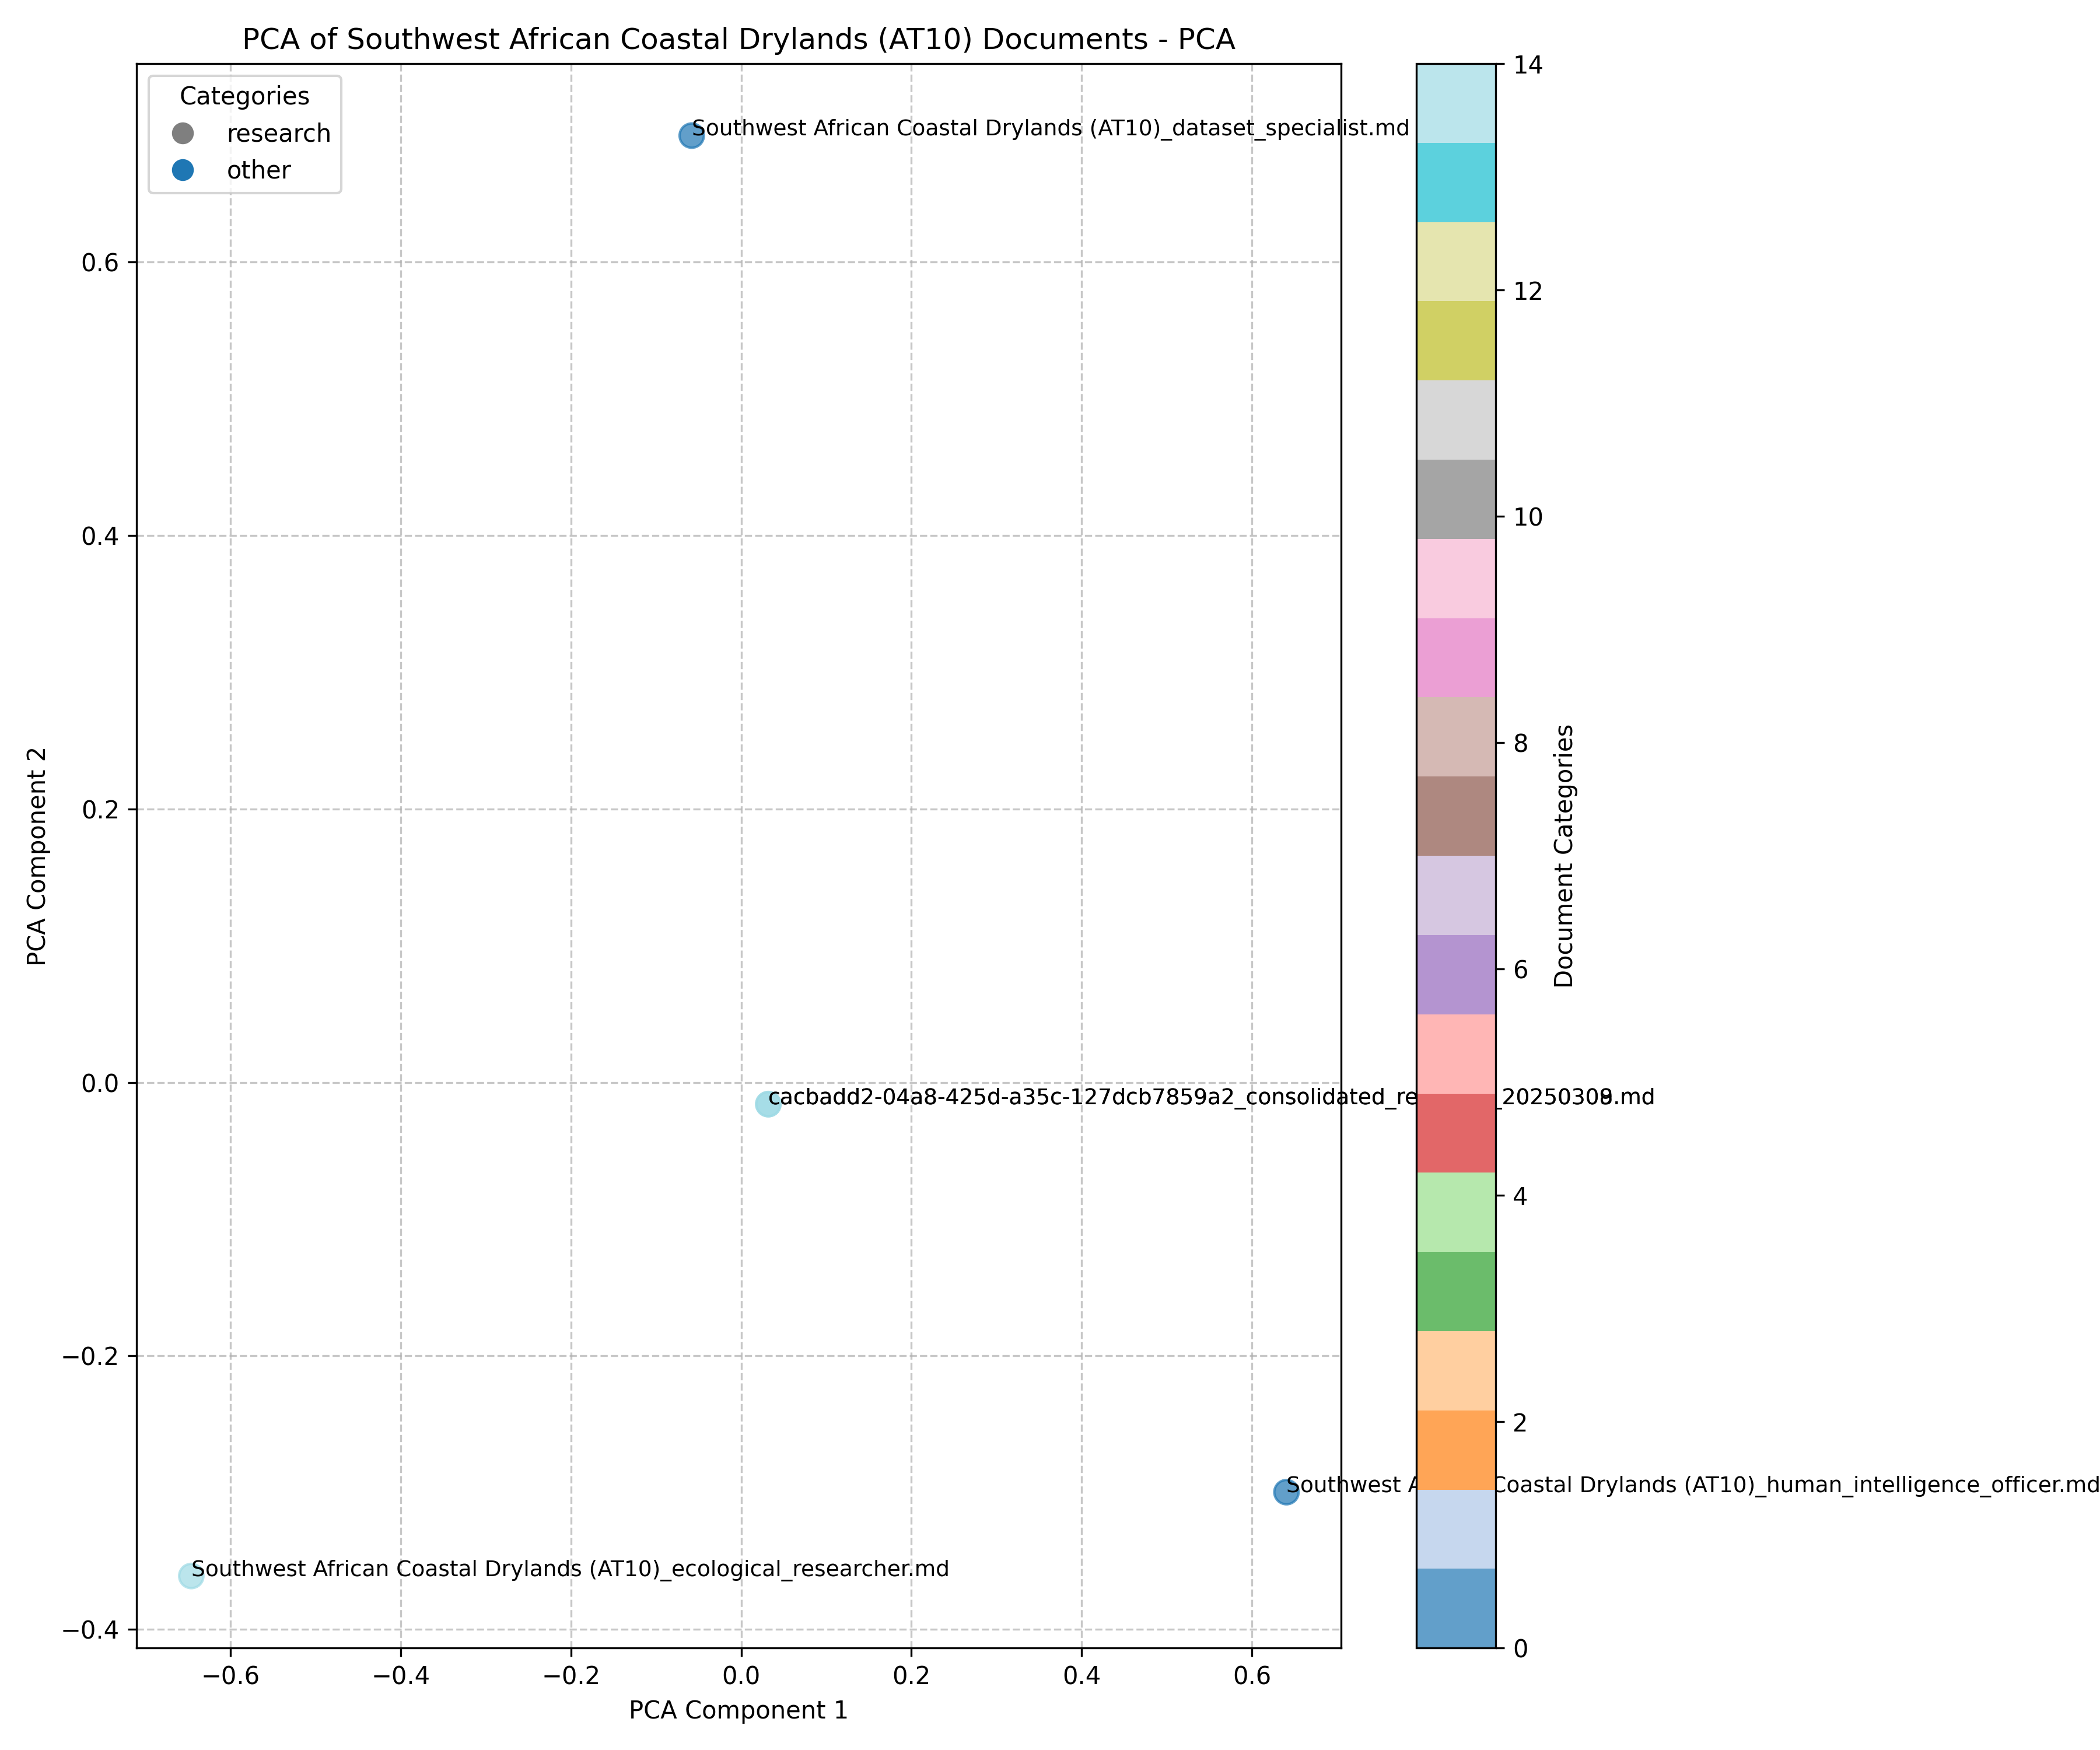 PCA of Southwest African Coastal Drylands (AT10) Documents - PCA
Categories
research
other
Southwest African Coastal Drylands (AT10)_dataset_specialist.md
cacbadd2-04a8-425d-a35c-127dcb7859a2_consolidated_re 20250309.md
Southwest A Coastal Drylands (AT10)_human_intelligence_officer.md
Southwest African Coastal Drylands (AT10)_ecological_researcher.md
PCA Component 2
0.6
0.4
0.2
0.0
−0.2
−0.4
−0.6
−0.4
−0.2
0.0
0.2
0.4
0.6
PCA Component 1
14
12
10
8
6
4
2
0
Document Categories